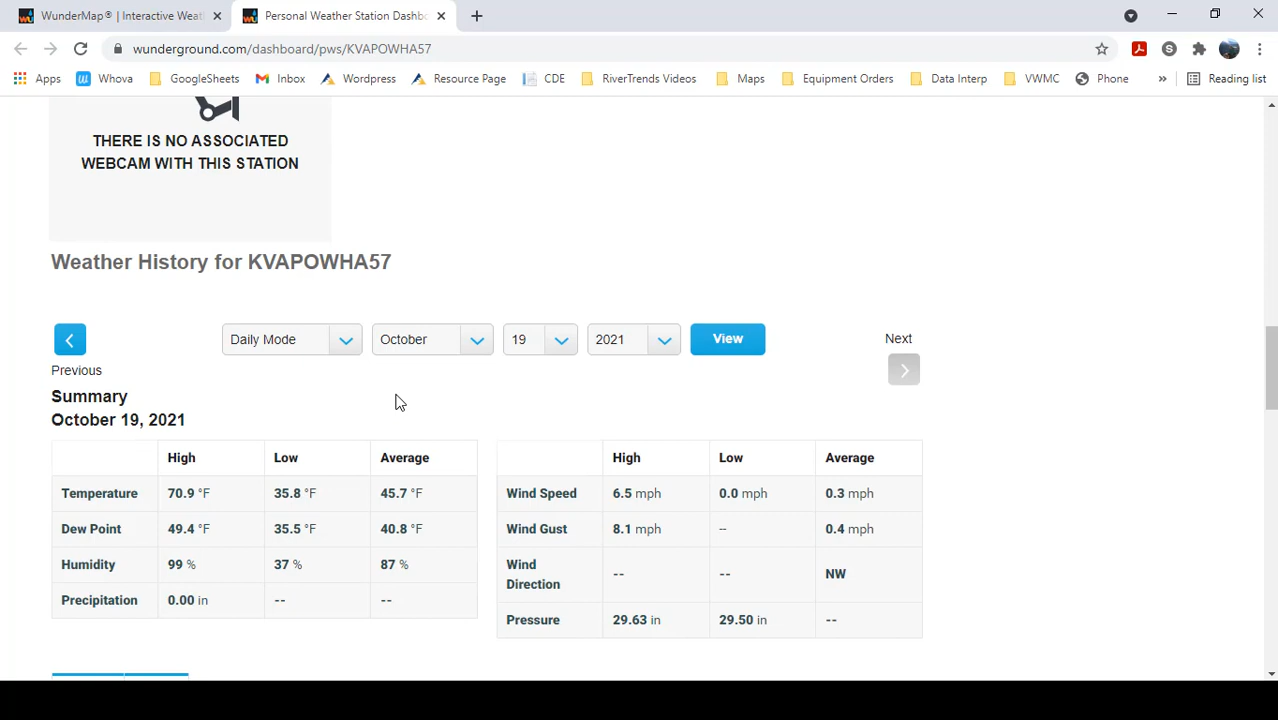 WunderMap® | Interactive Weat
Personal Weather Station Dashbo
wunderground.com/dashboard/pws/KVAPOWHA57
Apps
Whova
GoogleSheets
Inbox
Wordpress
Resource Page
CDE
RiverTrends Videos
Maps
Equipment Orders
Data Interp
VWMC
Phone
»
Reading list
THERE IS NO ASSOCIATED
WEBCAM WITH THIS STATION
Weather History for KVAPOWHA57
Daily Mode October 19 2021 View Next
Previous
Summary
October 19, 2021
High Low Average
Temperature 70.9 °F 35.8 °F 45.7 °F
Dew Point 49.4 °F 35.5 °F 40.8 °F
Humidity 99 % 37 % 87 %
Precipitation 0.00 in -- --
High Low Average
Wind Speed 6.5 mph 0.0 mph 0.3 mph
Wind Gust 8.1 mph -- 0.4 mph
Wind
Direction -- -- NW
Pressure 29.63 in 29.50 in --